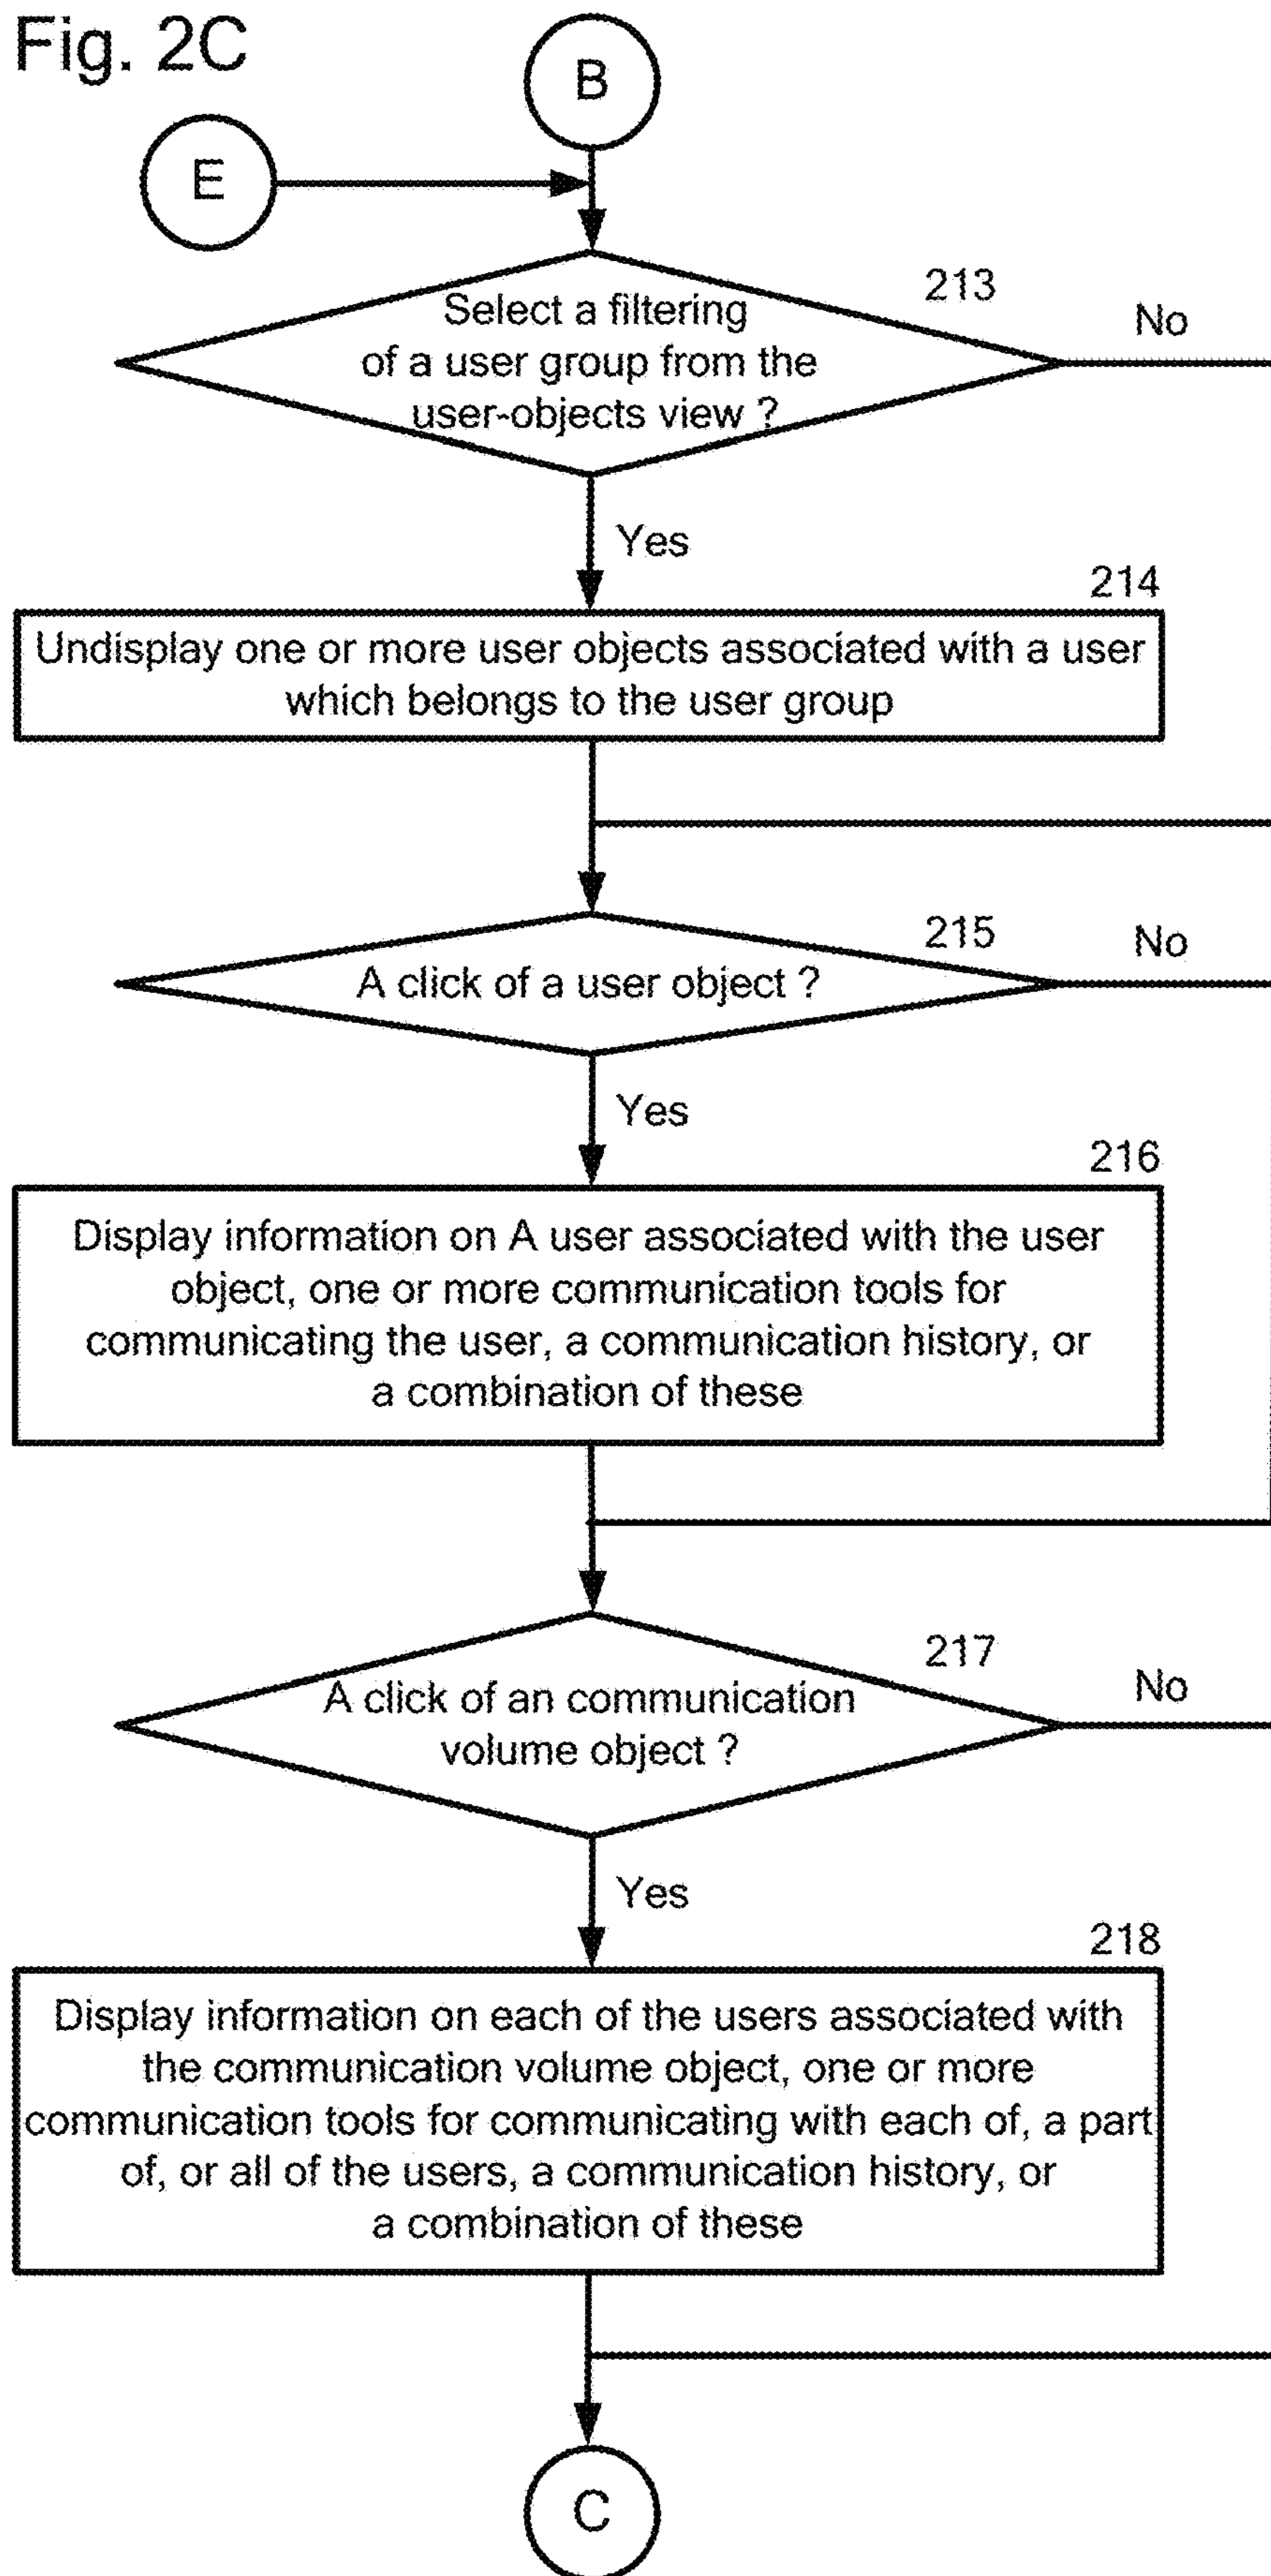 Fig. 2C
B
E
213
No
Select a filtering
of a user group from the
user-objects view ?
Yes
214
Undisplay one or more user objects associated with a user
which belongs to the user group
215
No
A click of a user object ?
Yes
216
Display information on A user associated with the user
object, one or more communication tools for
communicating the user, a communication history, or
a combination of these
217
No
A click of an communication
volume object ?
Yes
218
Display information on each of the users associated with
the communication volume object, one or more
communication tools for communicating with each of, a part
of, or all of the users, a communication history, or
a combination of these
C